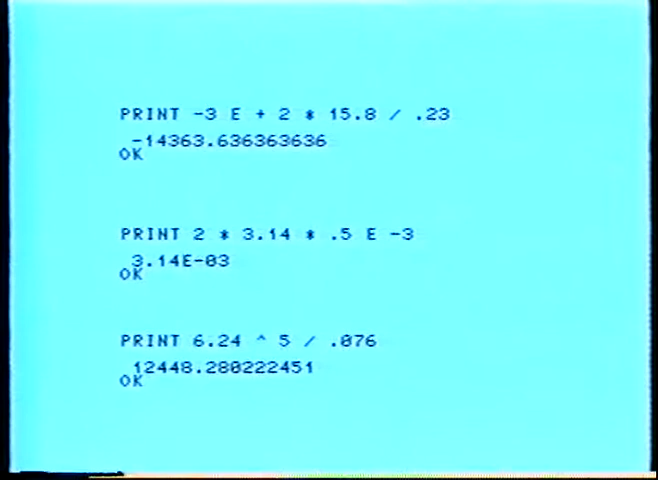 PRINT -3 E + 2 * 15.8 / .23
-14363.636363636
OK
PRINT 2 * 3.14 * .5 E -3
3.14E-03
OK
PRINT 6.24 ^ 5 / .076
12448.280222451
OK